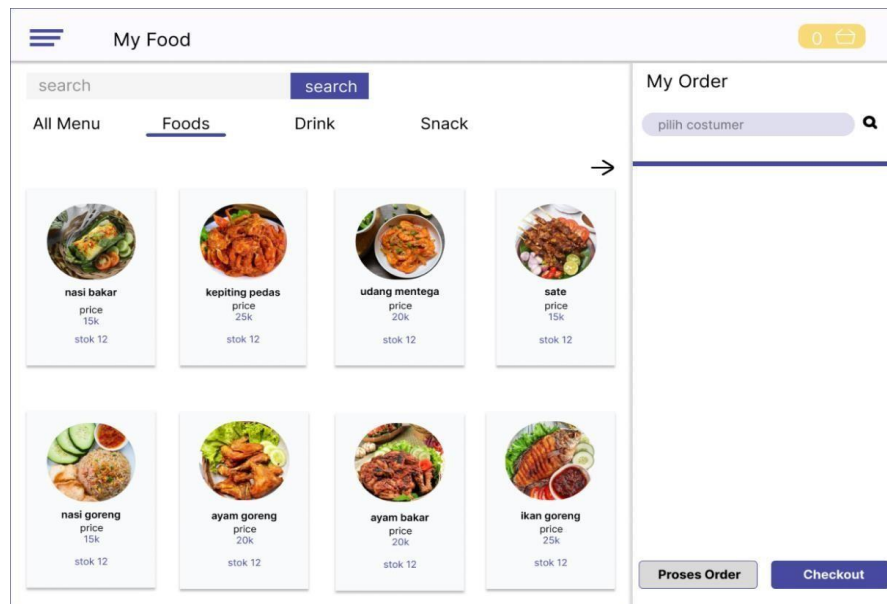 My Food
0
search
search
All Menu
Foods
Drink
Snack
nasi bakar
price
15k
stok 12
kepiting pedas
price
25k
stok 12
udang mentega
price
20k
stok 12
sate
price
15k
stok 12
nasi goreng
price
15k
stok 12
ayam goreng
price
20k
stok 12
ayam bakar
price
20k
stok 12
ikan goreng
price
25k
stok 12
My Order
pilih costumer
Proses Order
Checkout